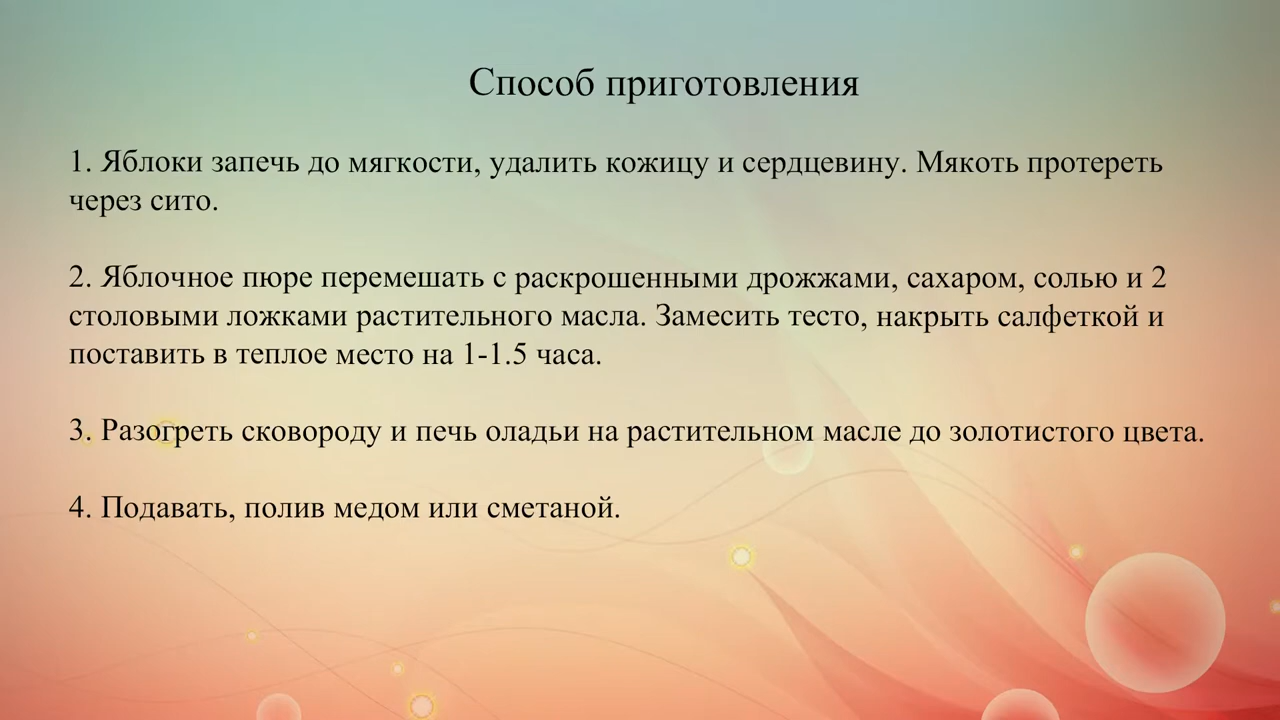 Способ приготовления
1. Яблоки запечь до мягкости, удалить кожицу и сердцевину. Мякоть протереть
через сито.
2. Яблочное пюре перемешать с раскрошенными дрожжами, сахаром, солью и 2
столовыми ложками растительного масла. Замесить тесто, накрыть салфеткой и
поставить в теплое место на 1-1.5 часа.
3. Разогреть сковороду и печь оладьи на растительном масле до золотистого цвета.
4. Подавать, полив медом или сметаной.